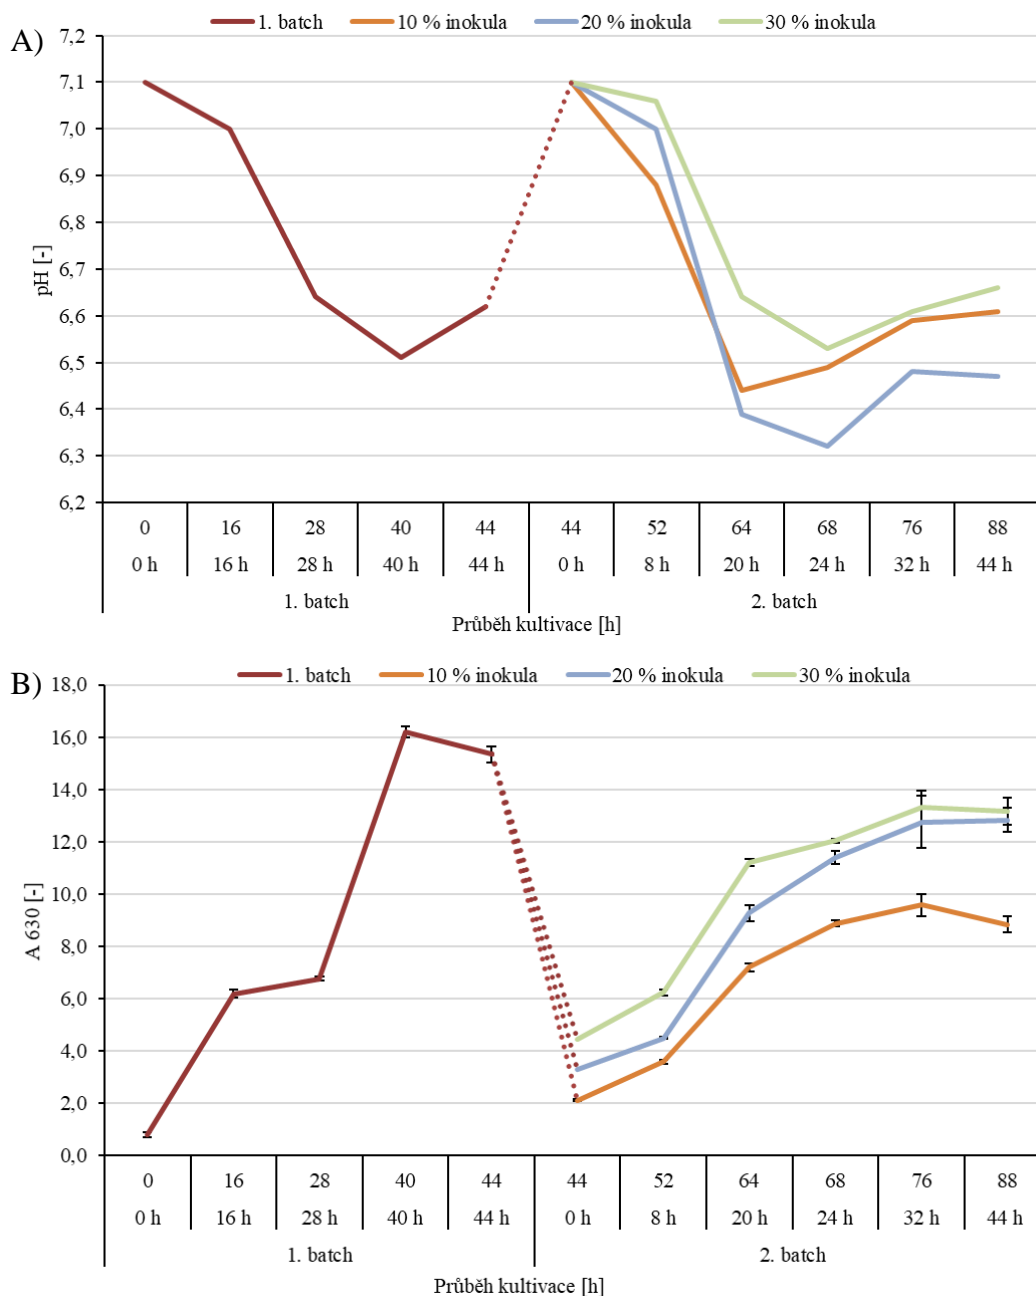 A)
1. batch 10 % inokula 20 % inokula 30 % inokula
7,2
7,1
7,0
6,9
6,8
6,7
6,6
6,5
6,4
6,3
6,2
pH [-]
0 16 28 40 44 44 52 64 68 76 88
0 h 16 h 28 h 40 h 44 h 0 h 8 h 20 h 24 h 32 h 44 h
1. batch 2. batch
Průběh kultivace [h]
B)
1. batch 10 % inokula 20 % inokula 30 % inokula
18,0
16,0
14,0
12,0
10,0
8,0
6,0
4,0
2,0
0,0
A 630 [-]
0 16 28 40 44 44 52 64 68 76 88
0 h 16 h 28 h 40 h 44 h 0 h 8 h 20 h 24 h 32 h 44 h
1. batch 2. batch
Průběh kultivace [h]